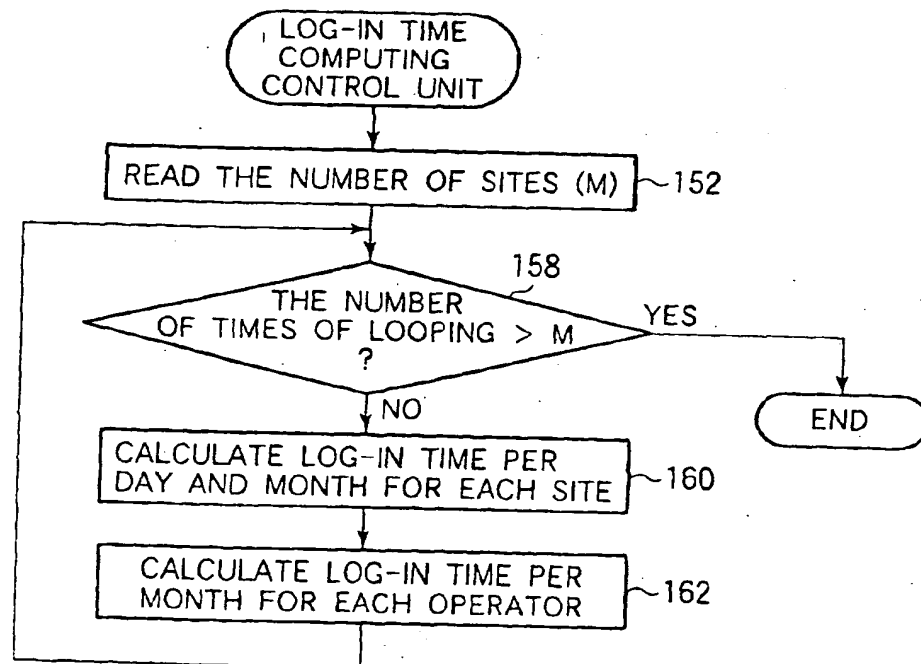 LOG-IN TIME
COMPUTING
CONTROL UNIT
READ THE NUMBER OF SITES (M)
152
158
THE NUMBER
OF TIMES OF LOOPING > M
?
YES
NO
END
CALCULATE LOG-IN TIME PER
DAY AND MONTH FOR EACH SITE
160
CALCULATE LOG-IN TIME PER
MONTH FOR EACH OPERATOR
162